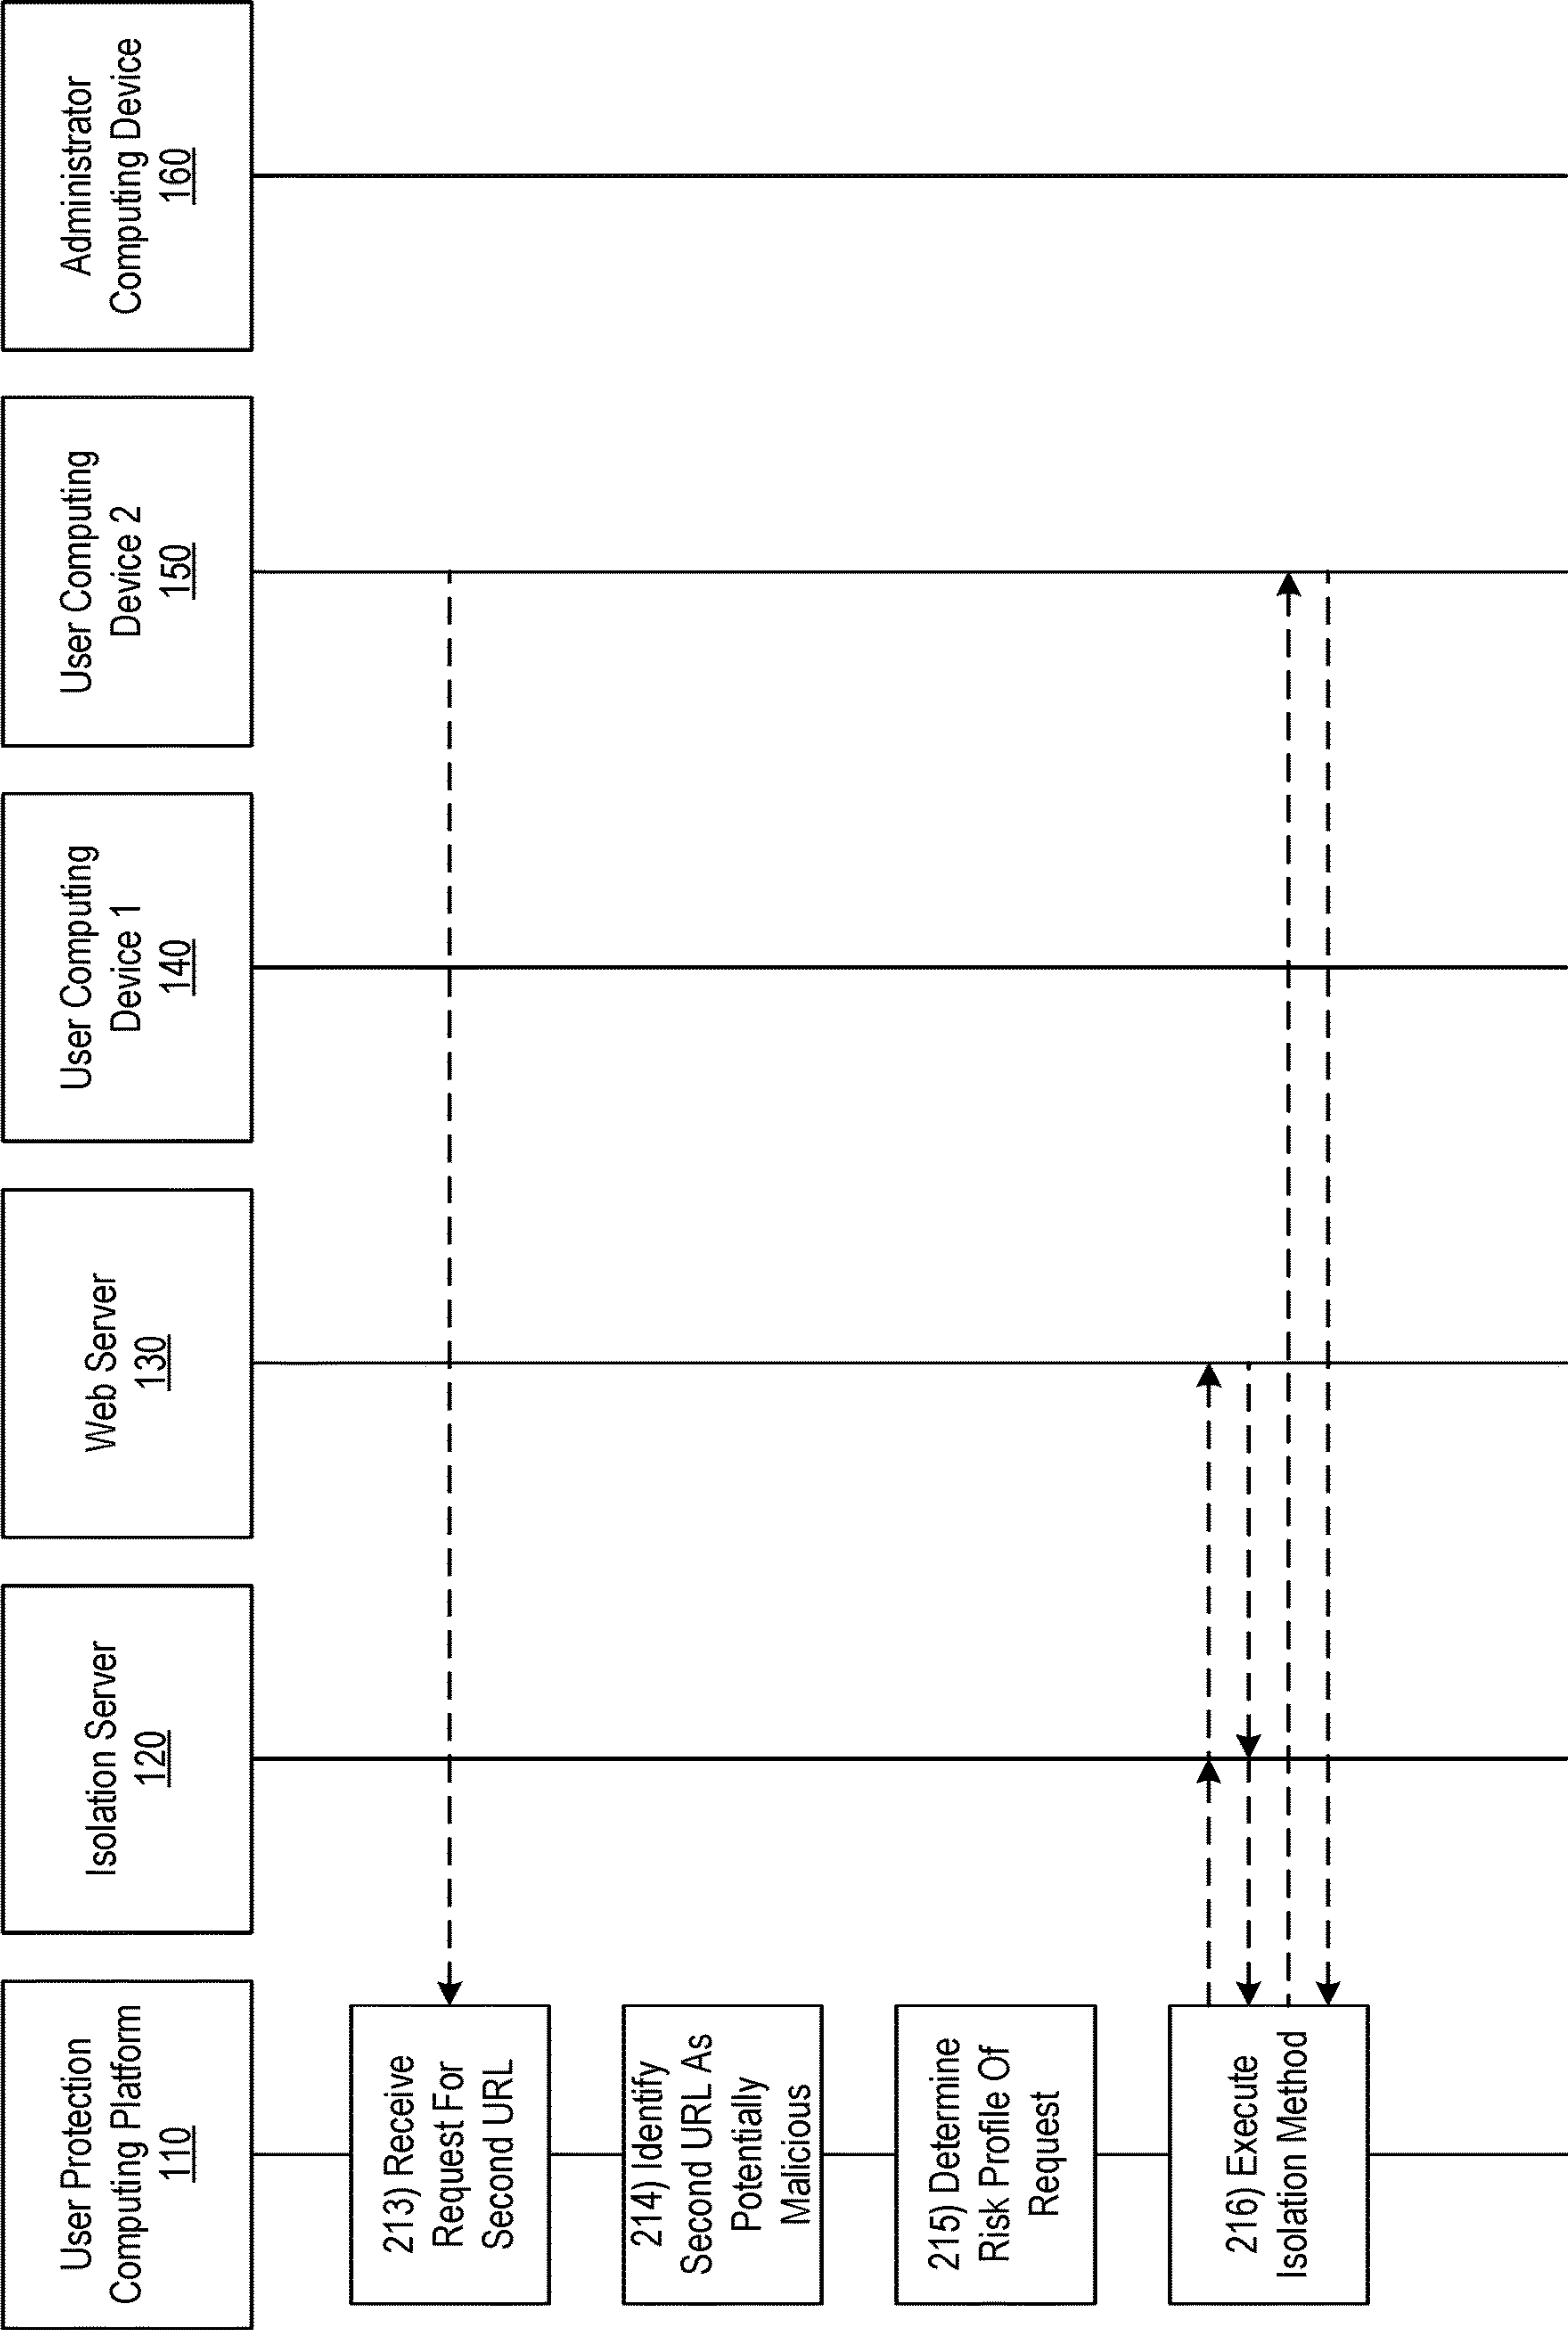 User Protection
Computing Platform
110
Isolation Server
120
Web Server
130
User Computing
Device 1
140
User Computing
Device 2
150
Administrator
Computing Device
160
213) Receive
Request For
Second URL
214) Identify
Second URL As
Potentially
Malicious
215) Determine
Risk Profile Of
Request
216) Execute
Isolation Method